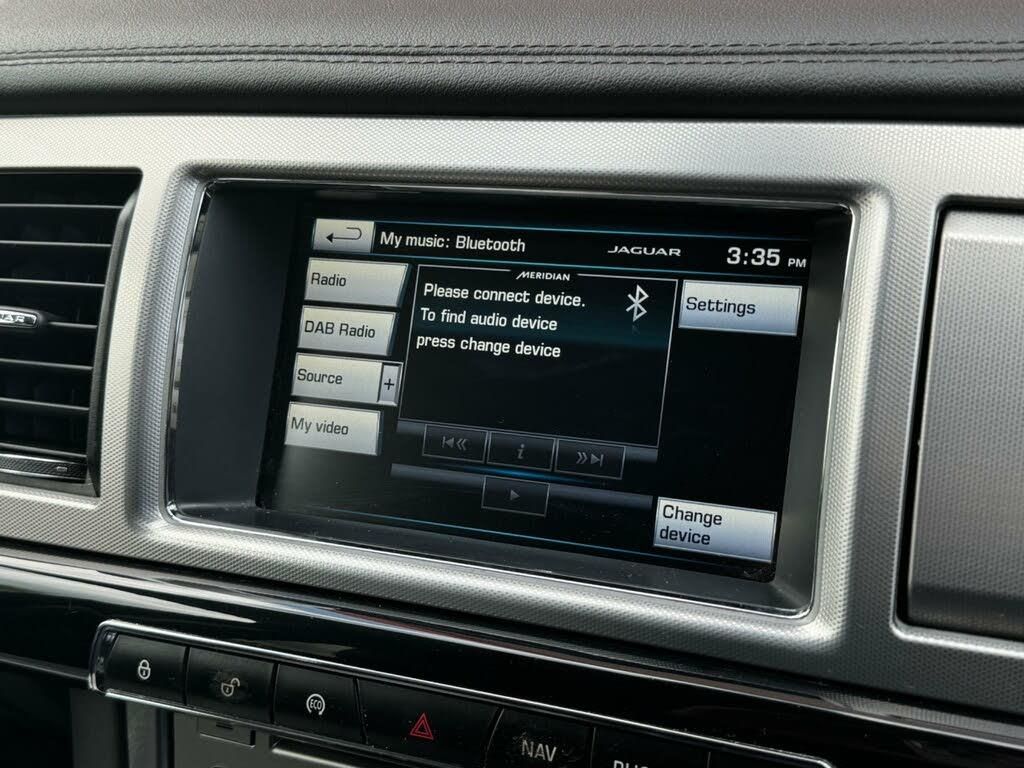 My music: Bluetooth
JAGUAR
3:35 PM
MERIDIAN
Radio
Please connect device.
To find audio device
press change device
Settings
DAB Radio
Source +
My video
i
Change
device
ECO
NAV